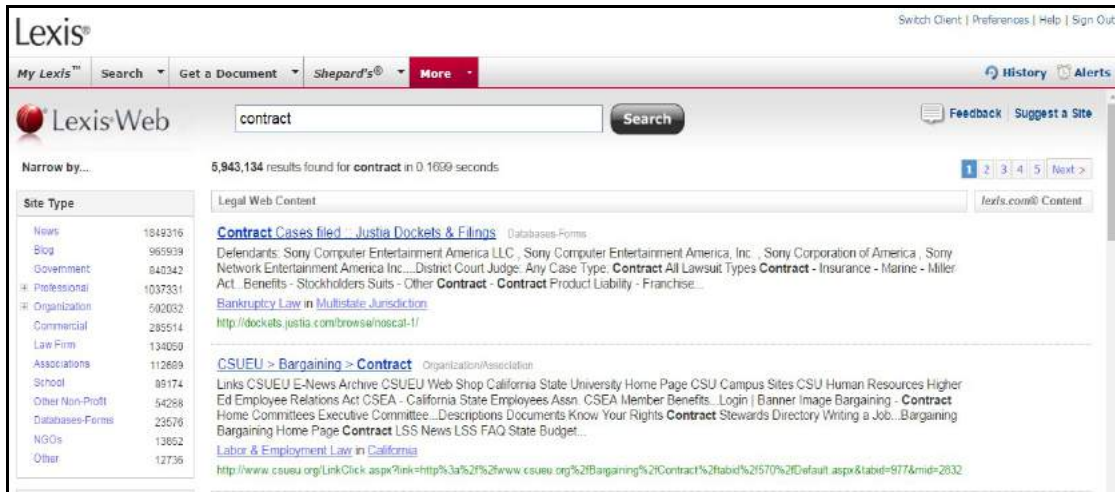 Lexis®
Switch Client | Preferences | Help | Sign Out
My Lexis™ Search Get a Document Shepard's® More History Alerts
Lexis Web contract Search Feedback Suggest a Site
Narrow by... 5,943,134 results found for contract in 0.1699 seconds 1 2 3 4 5 Next >
Site Type Legal Web Content lexis.com® Content
News 1849316
Blog 965939
Government 840342
Professional 1037331
Organization 502032
Commercial 285514
Law Firm 134050
Associations 112689
School 89174
Other Non-Profit 54288
Databases-Forms 23576
NGOs 13852
Other 12736
Contract Cases filed :: Justia Dockets & Filings Databases-Forms
Defendants: Sony Computer Entertainment America LLC , Sony Computer Entertainment America, Inc. , Sony Corporation of America , Sony
Network Entertainment America Inc....District Court Judge: Any Case Type: Contract All Lawsuit Types Contract - Insurance - Marine - Miller
Act...Benefits - Stockholders Suits - Other Contract - Contract Product Liability - Franchise...
Bankruptcy Law in Multistate Jurisdiction
http://dockets.justia.com/browse/noscat-1/
CSUEU > Bargaining > Contract Organization/Association
Links CSUEU E-News Archive CSUEU Web Shop California State University Home Page CSU Campus Sites CSU Human Resources Higher
Ed Employee Relations Act CSEA - California State Employees Assn. CSEA Member Benefits...Login | Banner Image Bargaining - Contract
Home Committees Executive Committee...Descriptions Documents Know Your Rights Contract Stewards Directory Writing a Job...Bargaining
Bargaining Home Page Contract LSS News LSS FAQ State Budget...
Labor & Employment Law in California
http://www.csueu.org/LinkClick.aspx?link=http%3a%2f%2fwww.csueu.org%2fBargaining%2fContract%2ftabid%2f570%2fDefault.aspx&tabid=977&mid=2832